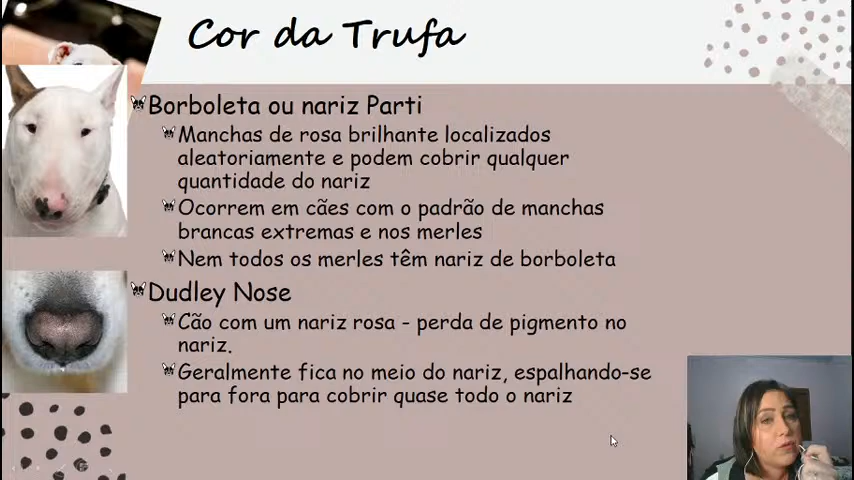 Cor da Trufa
Borboleta ou nariz Parti
Manchas de rosa brilhante localizados
aleatoriamente e podem cobrir qualquer
quantidade do nariz
Ocorrem em cães com o padrão de manchas
brancas extremas e nos merles
Nem todos os merles têm nariz de borboleta
Dudley Nose
Cão com um nariz rosa - perda de pigmento no
nariz.
Geralmente fica no meio do nariz, espalhando-se
para fora para cobrir quase todo o nariz